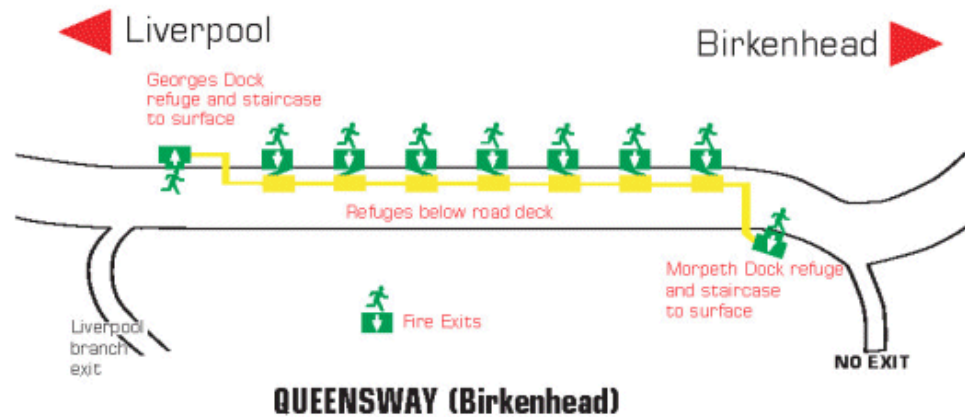 Liverpool
Birkenhead
Georges Dock
refuge and staircase
to surface
Refuges below road deck
Morpeth Dock refuge
and staircase
to surface
Fire Exits
Liverpool
branch
exit
NO EXIT
QUEENSWAY (Birkenhead)